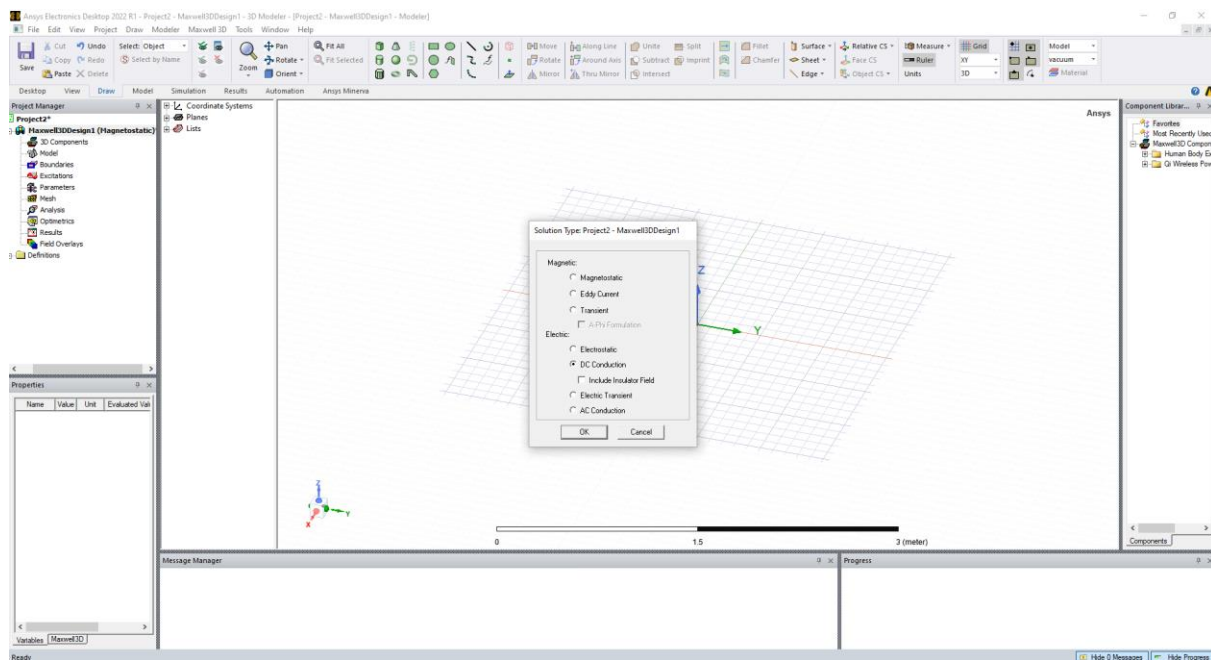 Ansys Electronics Desktop 2022 R1 - Project2 - Maxwell3DDesign1 - 3D Modeler - [Project2 - Maxwell3DDesign1 - Modeler]
File Edit View Project Draw Modeler Maxwell 3D Tools Window Help
Save
Cut Undo Select: Object
Copy Redo Select by Name
Paste Delete
Zoom
Pan
Rotate
Orient
Fit All
Fit Selected
Move Along Line Unite Split Fillet Surface Relative CS Measure Grid Model
Rotate Around Axis Subtract Imprint Chamfer Sheet Face CS Ruler XY vacuum
Mirror Thru Mirror Intersect Edge Object CS Units 3D Material
Desktop View Draw Model Simulation Results Automation Ansys Minerva
Project Manager
Project2*
Maxwell3DDesign1 (Magnetostatic)*
3D Components
Model
Boundaries
Excitations
Parameters
Mesh
Analysis
Optimetrics
Results
Field Overlays
Definitions
Coordinate Systems
Planes
Lists
Ansys
Component Librar...
Favorites
Most Recently Used
Maxwell3D Compon
Human Body Ex
Qi Wireless Pow
Components
Solution Type: Project2 - Maxwell3DDesign1
Magnetic:
Magnetostatic
Eddy Current
Transient
A-Phi Formulation
Electric:
Electrostatic
DC Conduction
Include Insulator Field
Electric Transient
AC Conduction
OK Cancel
Z
Y
Z
Y
X
0 1.5 3 (meter)
Properties
Name Value Unit Evaluated Val
Variables Maxwell3D
Message Manager
Progress
Ready
Hide 0 Messages Hide Progress